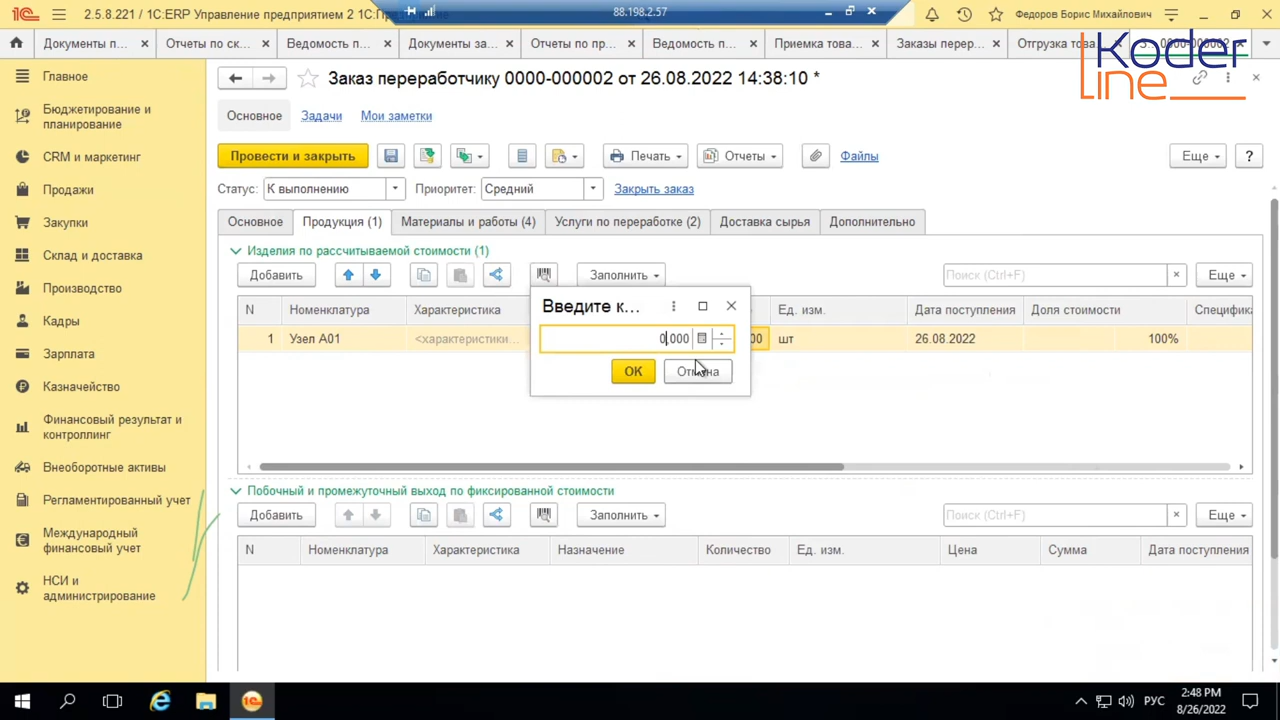 1С
2.5.8.221 / 1С:ERP Управление предприятием 2 1С:П
88.198.2.57
Федоров Борис Михайлович
Документы п...
Отчеты по ск...
Ведомость п...
Документы за...
Отчеты по пр...
Ведомость п...
Приемка това...
Заказы перер...
Отгрузка това
0000-000002
Koder
line
Главное
Бюджетирование и
планирование
CRM и маркетинг
Продажи
Закупки
Склад и доставка
Производство
Кадры
Зарплата
Казначейство
Финансовый результат и
контроллинг
Внеоборотные активы
Регламентированный учет
Международный
финансовый учет
НСИ и
администрирование
Заказ переработчику 0000-000002 от 26.08.2022 14:38:10 *
Основное Задачи Мои заметки
Провести и закрыть Печать Отчеты Файлы Еще ?
Статус: К выполнению Приоритет: Средний Закрыть заказ
Основное Продукция (1) Материалы и работы (4) Услуги по переработке (2) Доставка сырья Дополнительно
Изделия по рассчитываемой стоимости (1)
Добавить Заполнить Поиск (Ctrl+F) × Еще
N Номенклатура Характеристики Ед. изм. Дата поступления Доля стоимости Специфика
1 Узел А01 <характеристики... 00 шт 26.08.2022 100%
Введите к...
0,000
ОК Отмена
Побочный и промежуточный выход по фиксированной стоимости
Добавить Заполнить Поиск (Ctrl+F) × Еще
N Номенклатура Характеристика Назначение Количество Ед. изм. Цена Сумма Дата поступления
РУС
2:48 PM
8/26/2022